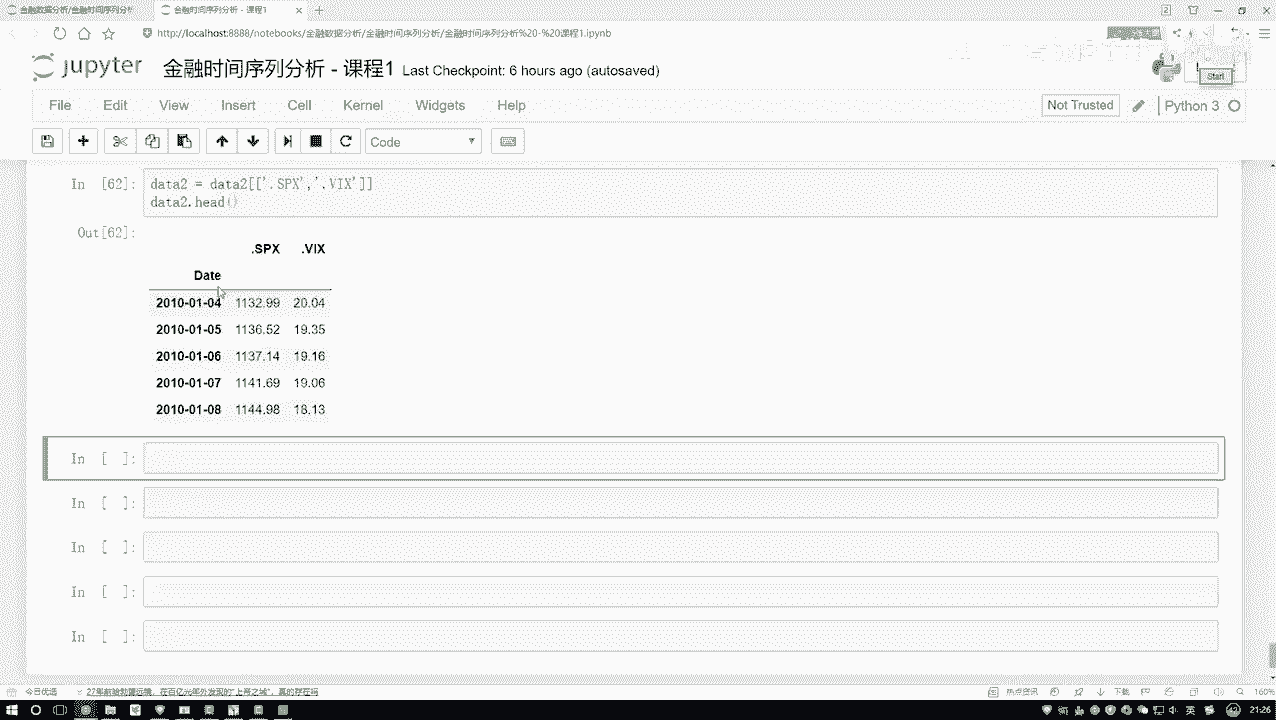 金融数据分析/金融时间序列分析
金融时间序列分析 - 课程1
http://localhost:8888/notebooks/金融数据分析/金融时间序列分析/金融时间序列分析%20-%20课程1.ipynb
jupyter 金融时间序列分析 - 课程1 Last Checkpoint: 6 hours ago (autosaved)
Start
File Edit View Insert Cell Kernel Widgets Help
Not Trusted
Python 3
Code
In [62]: data2 = data2[['.SPX','.VIX']]
data2.head()
Out[62]:
.SPX .VIX
Date
2010-01-04 1132.99 20.04
2010-01-05 1136.52 19.35
2010-01-06 1137.14 19.16
2010-01-07 1141.69 19.06
2010-01-08 1144.98 18.13
In [ ]:
In [ ]:
In [ ]:
In [ ]:
In [ ]:
今日优选
热点资讯
下载
160%
英
21:26